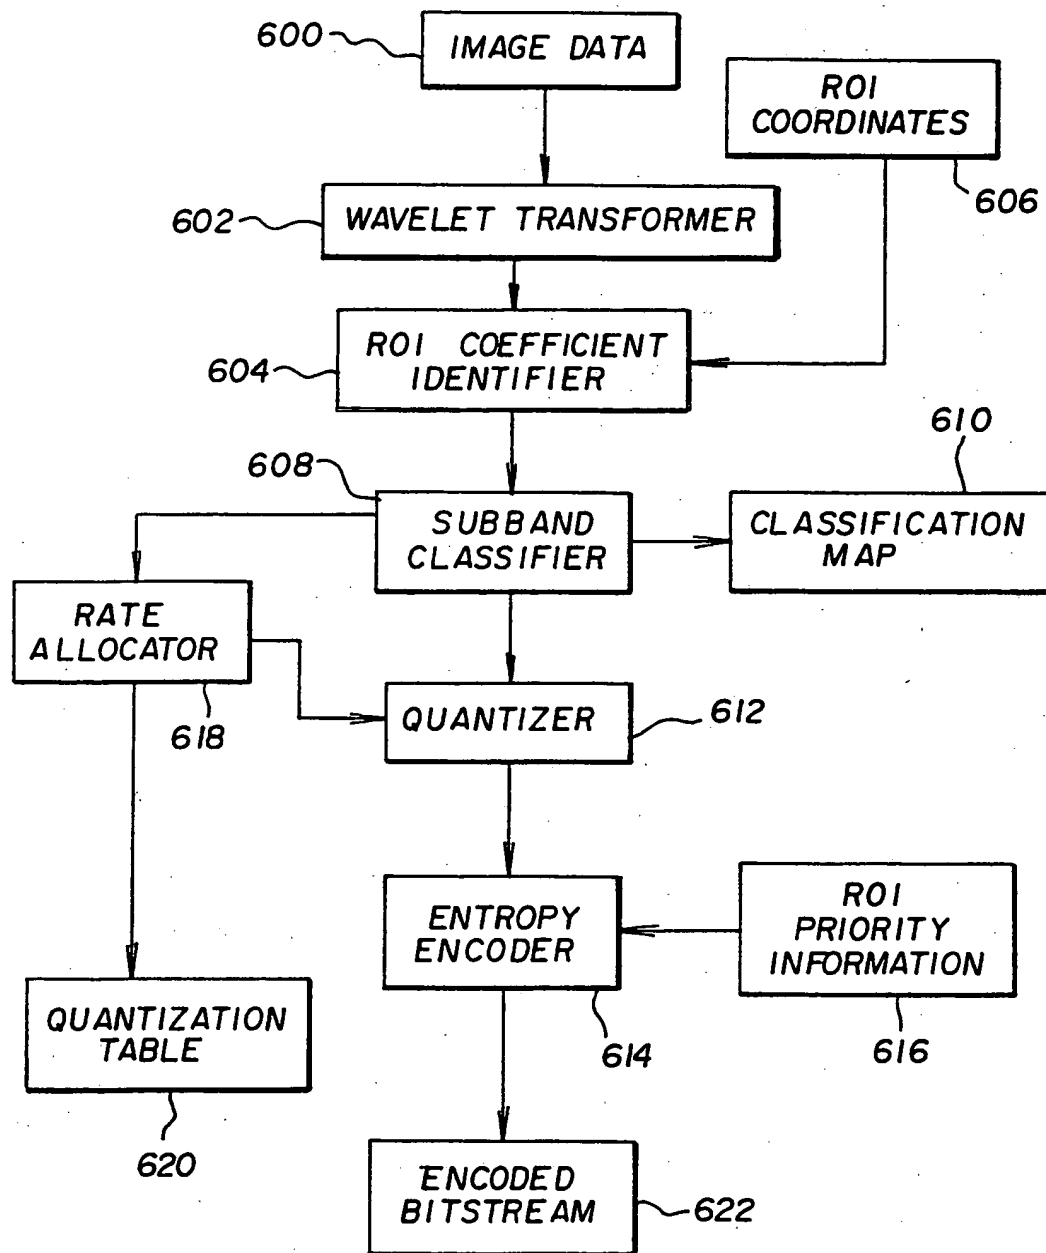 600
IMAGE DATA
ROI
COORDINATES
606
602
WAVELET TRANSFORMER
604
ROI COEFFICIENT
IDENTIFIER
610
608
SUBBAND
CLASSIFIER
CLASSIFICATION
MAP
RATE
ALLOCATOR
618
QUANTIZER
612
ENTROPY
ENCODER
614
ROI
PRIORITY
INFORMATION
616
QUANTIZATION
TABLE
620
ENCODED
BITSTREAM
622